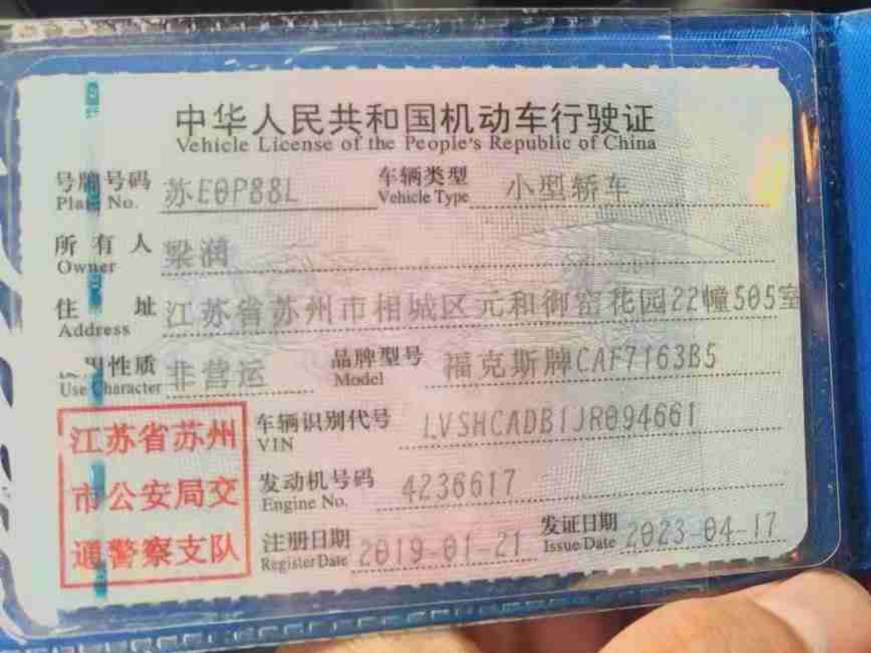 中华人民共和国机动车行驶证
Vehicle License of the People's Republic of China
号牌号码 苏E0P88L 车辆类型 小型轿车
Plate No. Vehicle Type
所有人 梁润
Owner
住址 江苏省苏州市相城区元和御窑花园22幢505室
Address
性质 非营运 品牌型号 福克斯牌CAF7163B5
Use Character Model
江苏省苏州 车辆识别代号 LVSHCADB1JR094661
VIN
市公安局交 发动机号码 4236617
Engine No.
通警察支队 注册日期 2019-01-21 发证日期 2023-04-17
Register Date Issue Date